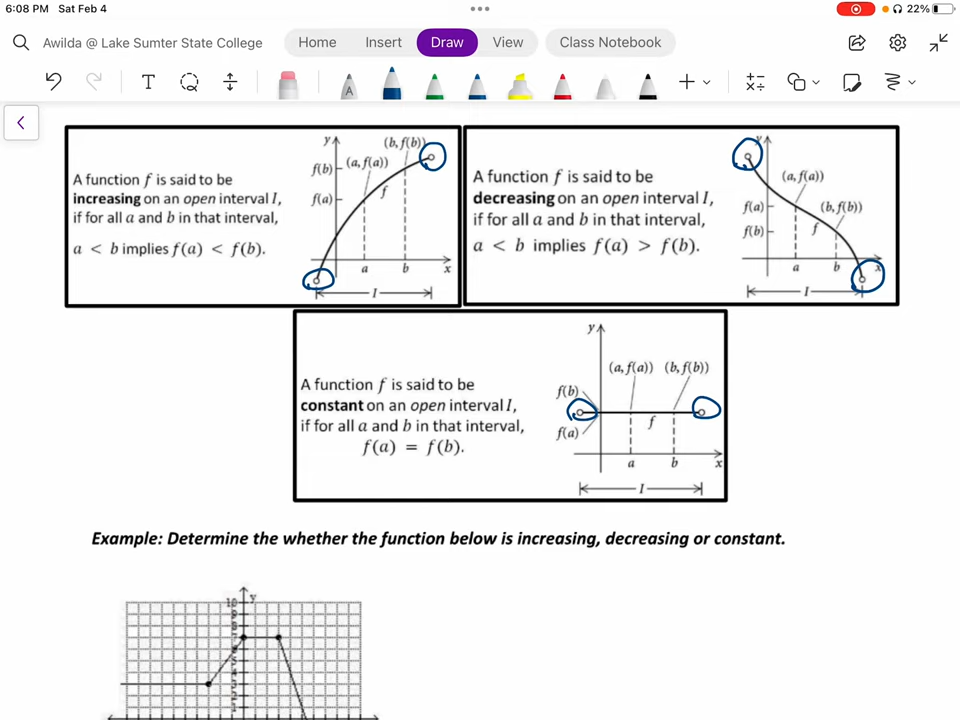 6:08 PM Sat Feb 4
22%
Awilda @ Lake Sumter State College
Home Insert Draw View Class Notebook
T
A
A function f is said to be
increasing on an open interval I,
if for all a and b in that interval,
a < b implies f(a) < f(b).
y
(b, f(b))
f(b)
(a, f(a))
f(a)
f
a b x
I
A function f is said to be
decreasing on an open interval I,
if for all a and b in that interval,
a < b implies f(a) > f(b).
y
(a, f(a))
f(a)
(b, f(b))
f(b)
f
a b x
I
A function f is said to be
constant on an open interval I,
if for all a and b in that interval,
f(a) = f(b).
y
(a, f(a)) (b, f(b))
f(b)
f
f(a)
a b x
I
Example: Determine the whether the function below is increasing, decreasing or constant.
10 y